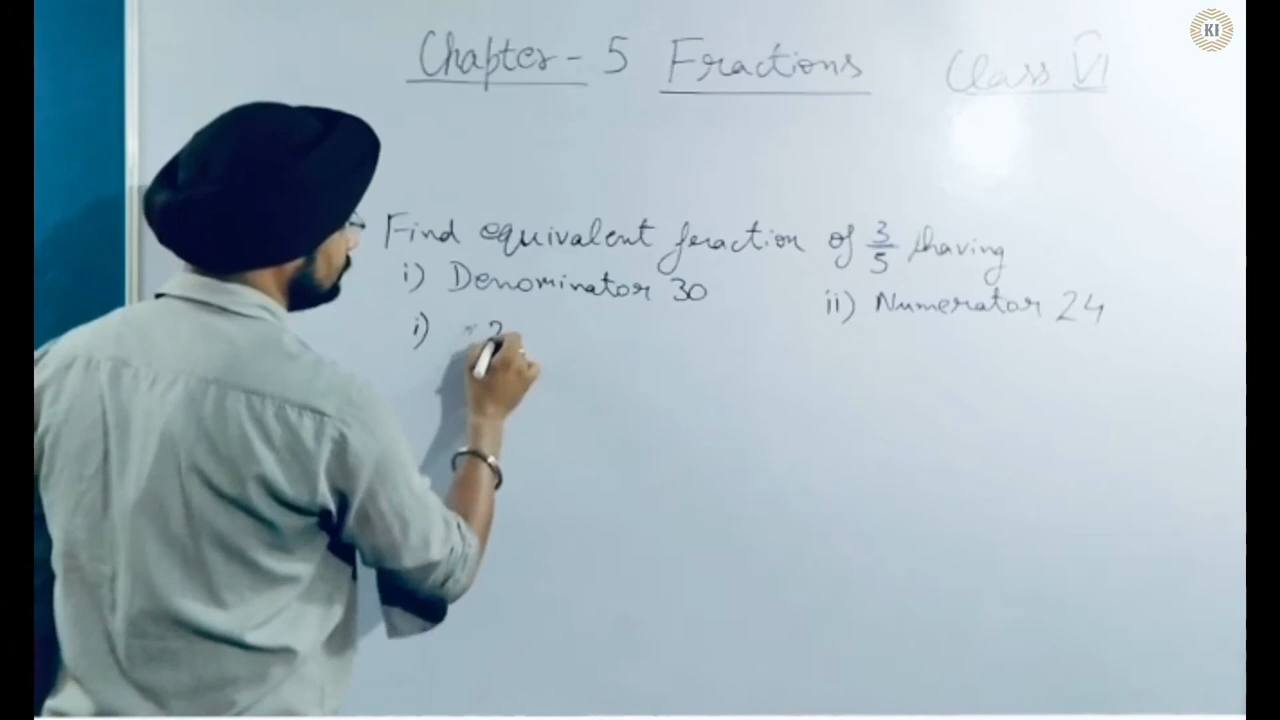 KI
Chapter - 5 Fractions Class VI
Find equivalent fraction of 3/5 having
i) Denominator 30 ii) Numerator 24
i)